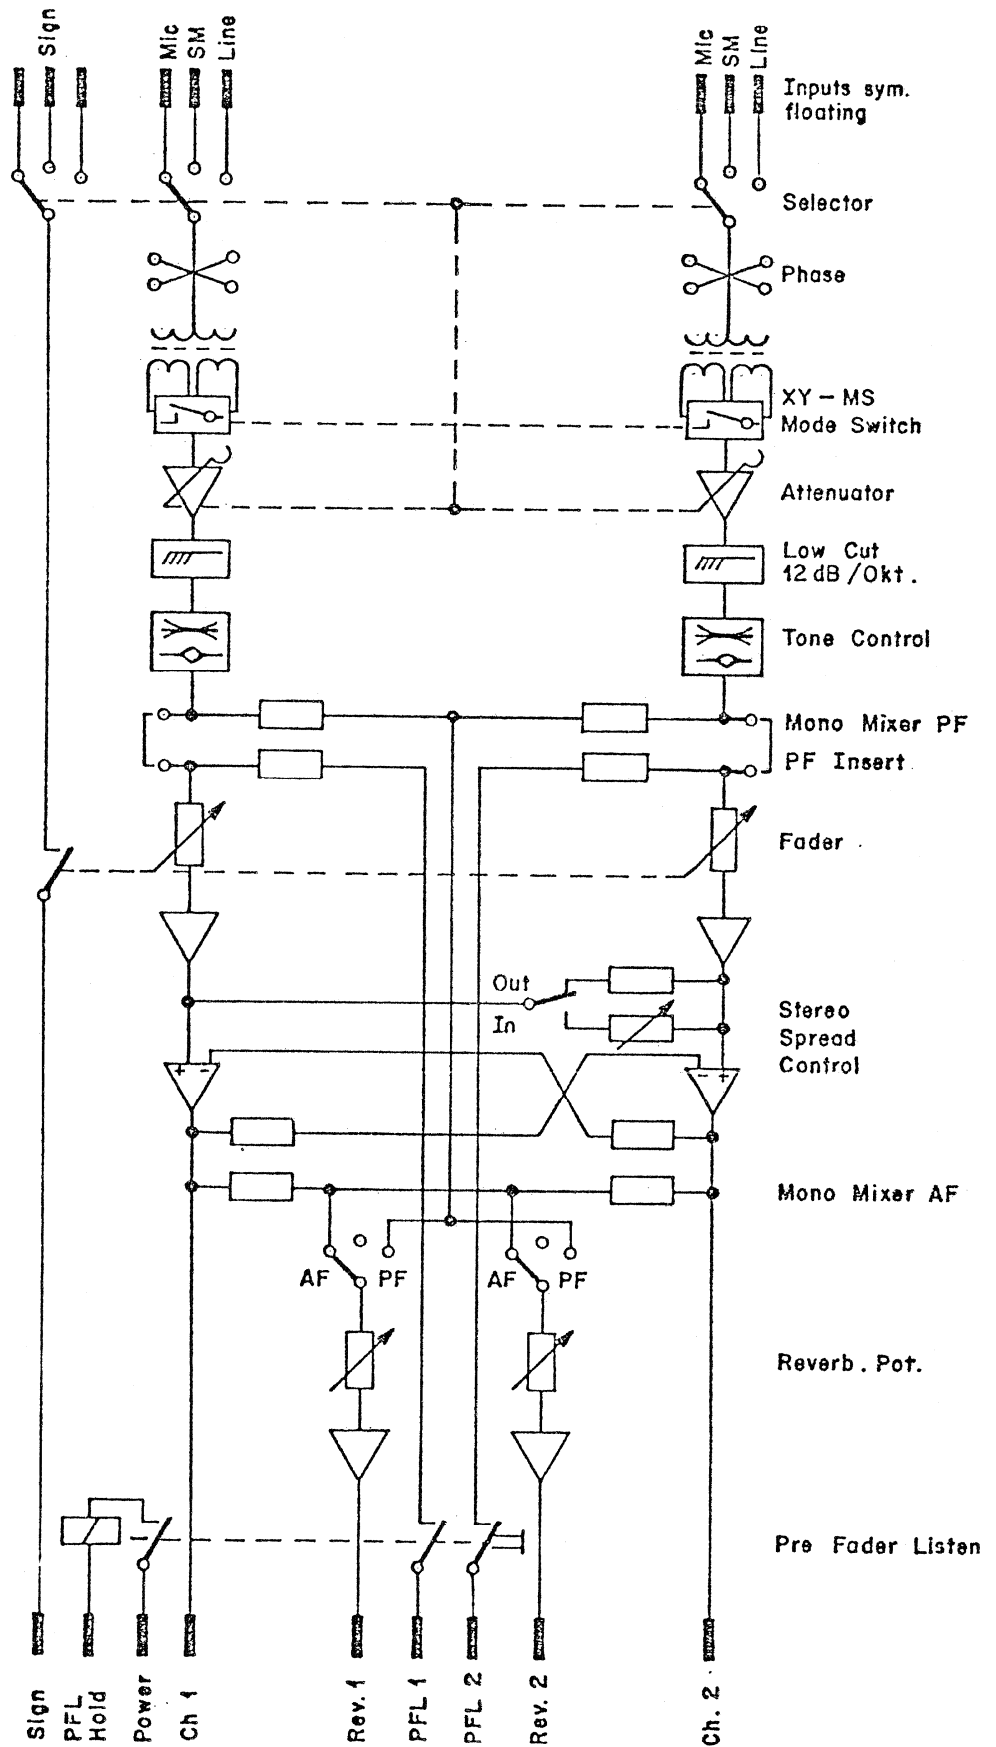 Sign
Mic
SM
Line
Mic
SM
Line
Inputs sym.
floating
Selector
Phase
XY-MS
Mode Switch
Attenuator
Low Cut
12dB/Okt.
Tone Control
Mono Mixer PF
PF Insert
Fader
Out
In
Stereo
Spread
Control
+ -
- +
Mono Mixer AF
AF
PF
AF
PF
Reverb. Pot.
Pre Fader Listen
Sign
PFL
Hold
Power
Ch 1
Rev. 1
PFL 1
PFL 2
Rev. 2
Ch. 2